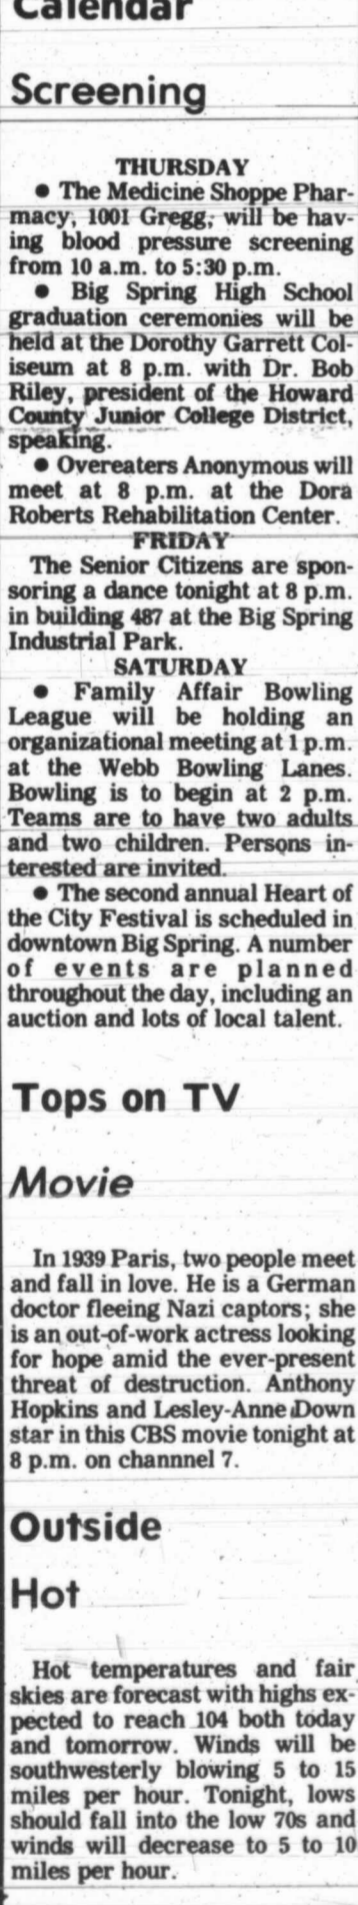 Calendar
Screening
THURSDAY
● The Medicine Shoppe Phar-
macy, 1001 Gregg, will be hav-
ing blood pressure screening
from 10 a.m. to 5:30 p.m.
● Big Spring High School
graduation ceremonies will be
held at the Dorothy Garrett Col-
iseum at 8 p.m. with Dr. Bob
Riley, president of the Howard
County Junior College District,
speaking.
● Overeaters Anonymous will
meet at 8 p.m. at the Dora
Roberts Rehabilitation Center.
FRIDAY
The Senior Citizens are spon-
soring a dance tonight at 8 p.m.
in building 487 at the Big Spring
Industrial Park.
SATURDAY
● Family Affair Bowling
League will be holding an
organizational meeting at 1 p.m.
at the Webb Bowling Lanes.
Bowling is to begin at 2 p.m.
Teams are to have two adults
and two children. Persons in-
terested are invited.
● The second annual Heart of
the City Festival is scheduled in
downtown Big Spring. A number
of events are planned
throughout the day, including an
auction and lots of local talent.
Tops on TV
Movie
In 1939 Paris, two people meet
and fall in love. He is a German
doctor fleeing Nazi captors; she
is an out-of-work actress looking
for hope amid the ever-present
threat of destruction. Anthony
Hopkins and Lesley-Anne Down
star in this CBS movie tonight at
8 p.m. on channnel 7.
Outside
Hot
Hot temperatures and fair
skies are forecast with highs ex-
pected to reach 104 both today
and tomorrow. Winds will be
southwesterly blowing 5 to 15
miles per hour. Tonight, lows
should fall into the low 70s and
winds will decrease to 5 to 10
miles per hour.